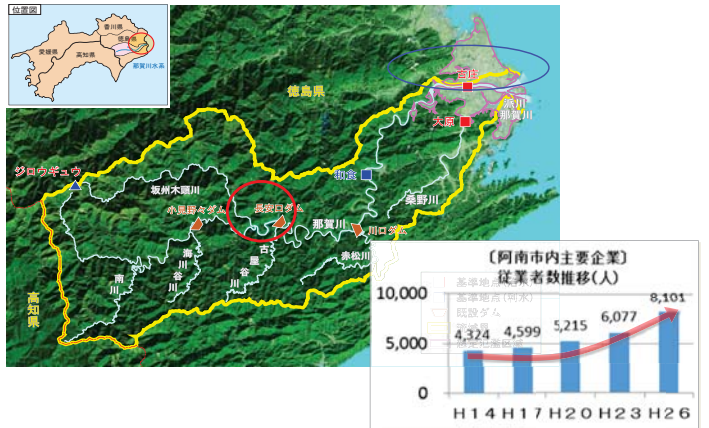 位置図
香川県
徳島県
愛媛県
高知県
那賀川水系
徳島県
古庄
派川
那賀川
大原
ジロウギュウ
和食
坂州木頭川
桑野川
小見野々ダム
長安口ダム
那賀川
川口ダム
赤松川
古屋谷川
海川谷川
南川
高知県
〔阿南市内主要企業〕
従業者数推移(人)
基準地点
基準地点
既設ダム
10,000
8,101
6,077
5,215
4,599
4,324
5,000
0
H14 H17 H20 H23 H26